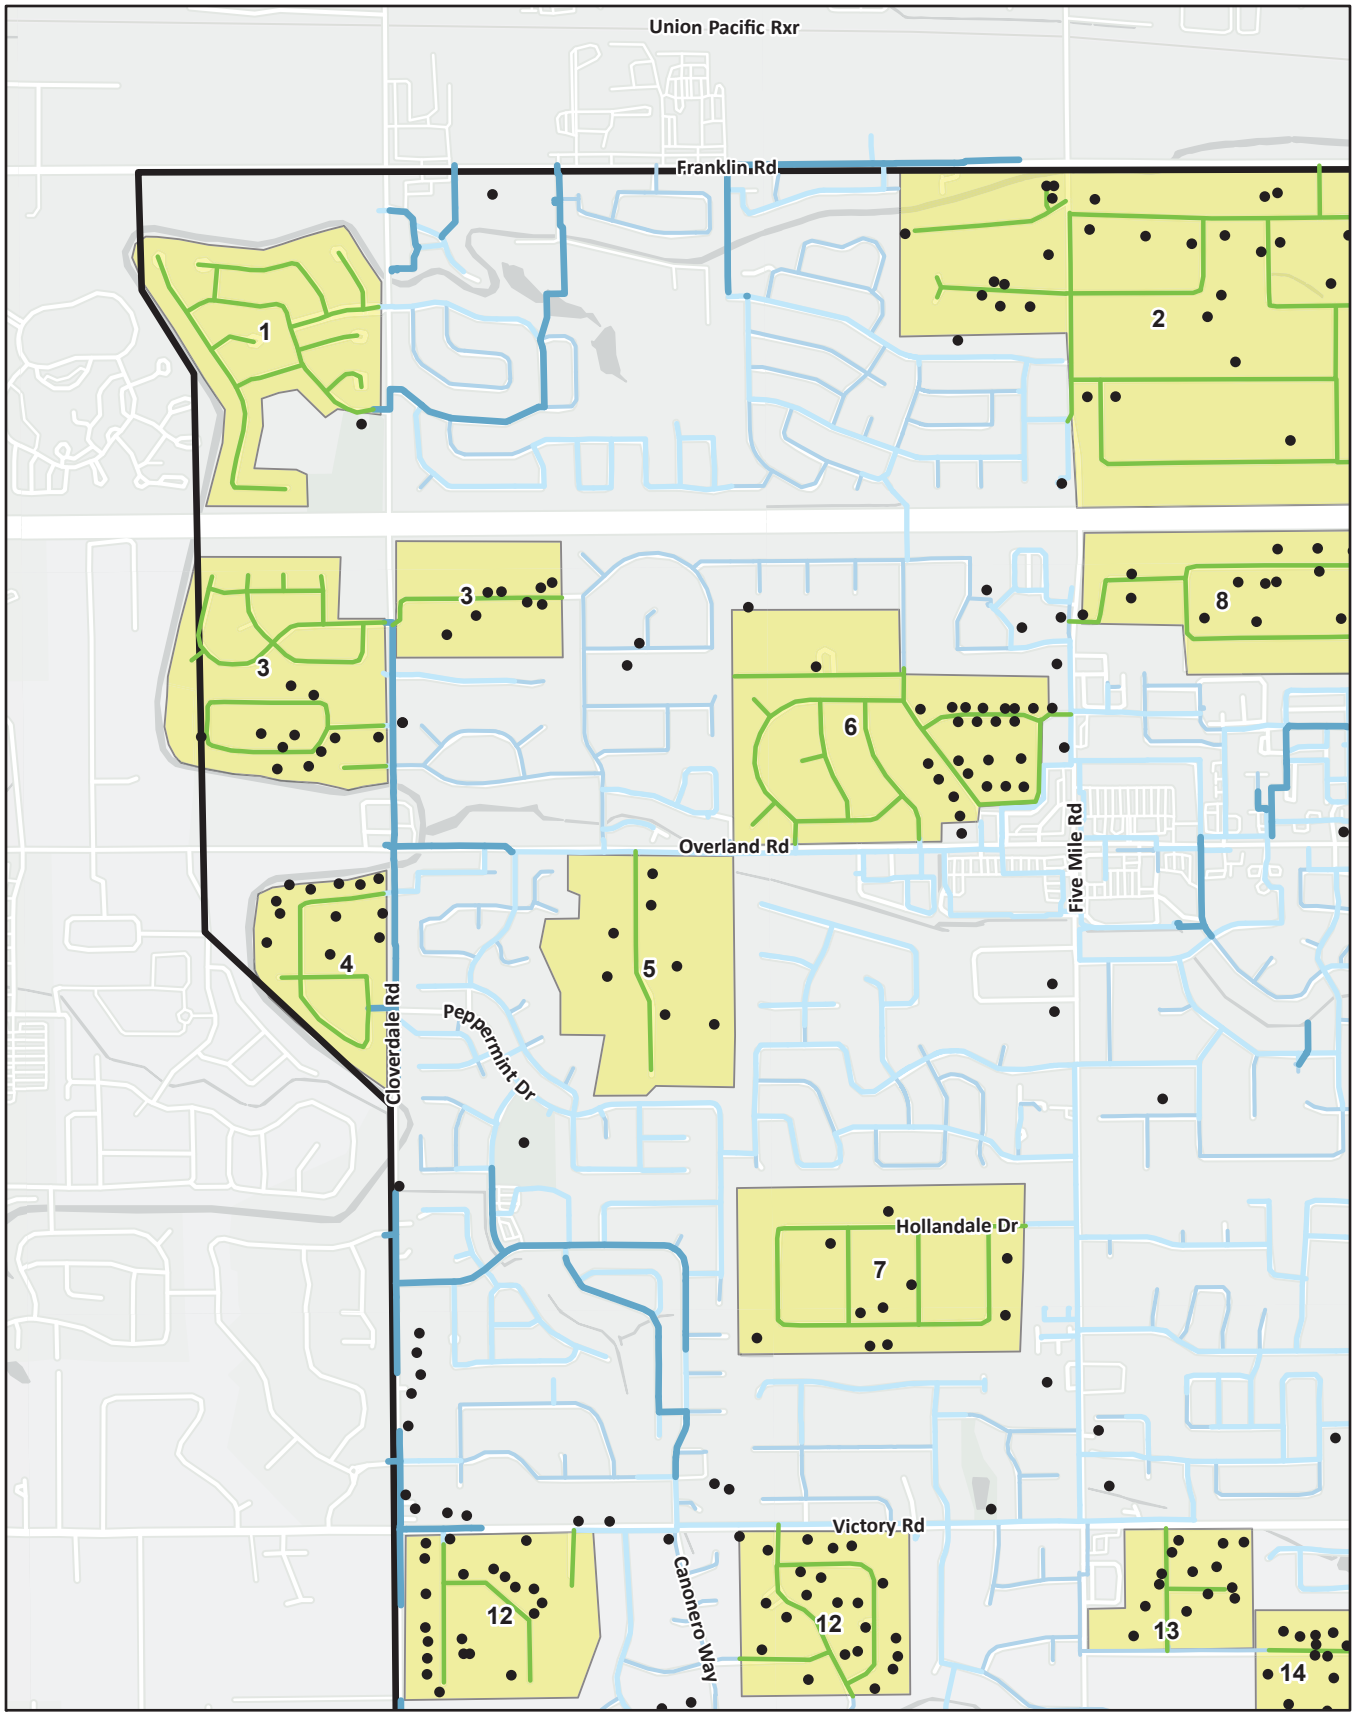 Union Pacific Rxr
Franklin Rd
1
2
3
3
8
6
Overland Rd
Five Mile Rd
4
5
Cloverdale Rd
Peppermint Dr
Hollandale Dr
7
Victory Rd
12
Canonero Way
12
13
14